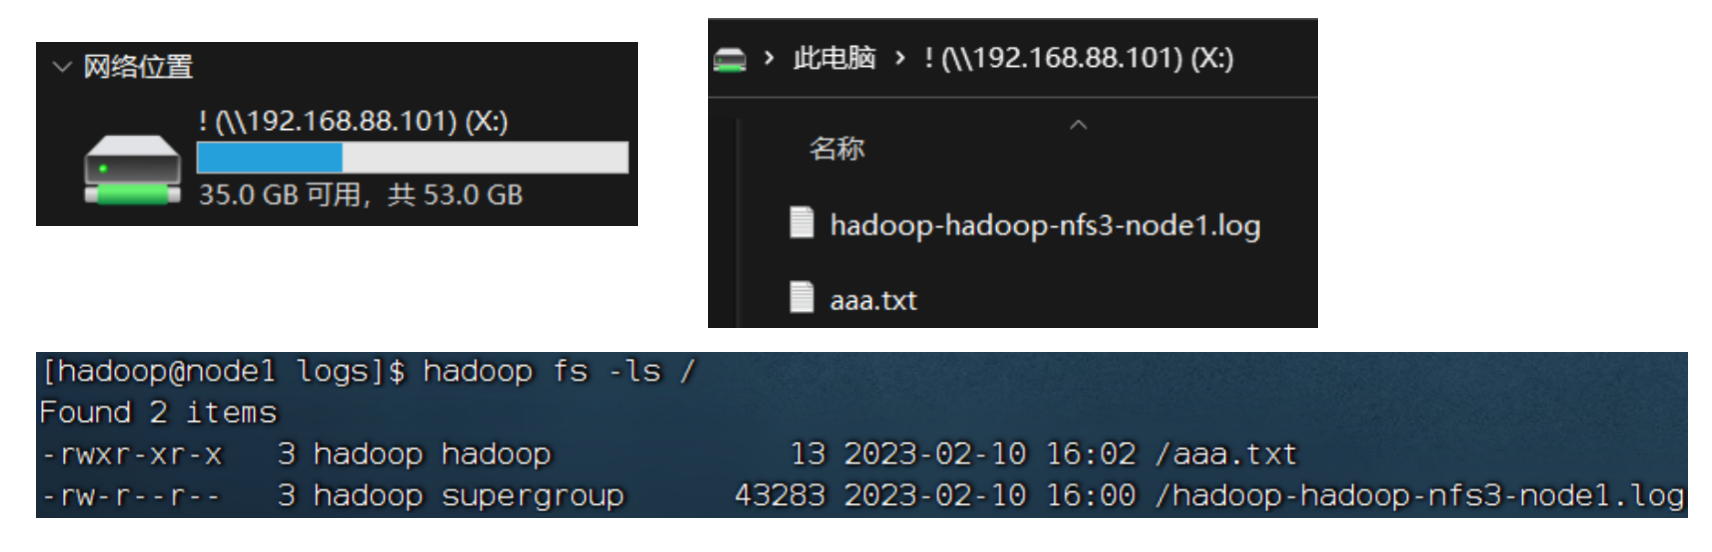 网络位置
! (\\192.168.88.101) (X:)
35.0 GB 可用，共 53.0 GB
此电脑 > ! (\\192.168.88.101) (X:)
名称
hadoop-hadoop-nfs3-node1.log
aaa.txt
[hadoop@node1 logs]$ hadoop fs -ls /
Found 2 items
-rwxr-xr-x   3 hadoop hadoop             13 2023-02-10 16:02 /aaa.txt
-rw-r--r--   3 hadoop supergroup      43283 2023-02-10 16:00 /hadoop-hadoop-nfs3-node1.log